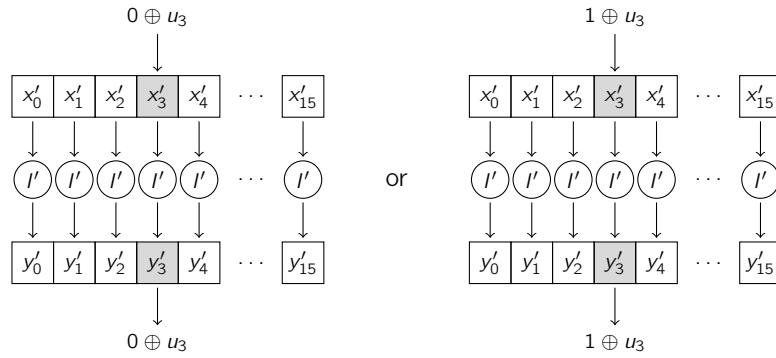 0 ⊕ u₃ 1 ⊕ u₃
x′₀ x′₁ x′₂ x′₃ x′₄ ··· x′₁₅ x′₀ x′₁ x′₂ x′₃ x′₄ ··· x′₁₅
I′ I′ I′ I′ I′ ··· I′ or I′ I′ I′ I′ I′ ··· I′
y′₀ y′₁ y′₂ y′₃ y′₄ ··· y′₁₅ y′₀ y′₁ y′₂ y′₃ y′₄ ··· y′₁₅
0 ⊕ u₃ 1 ⊕ u₃